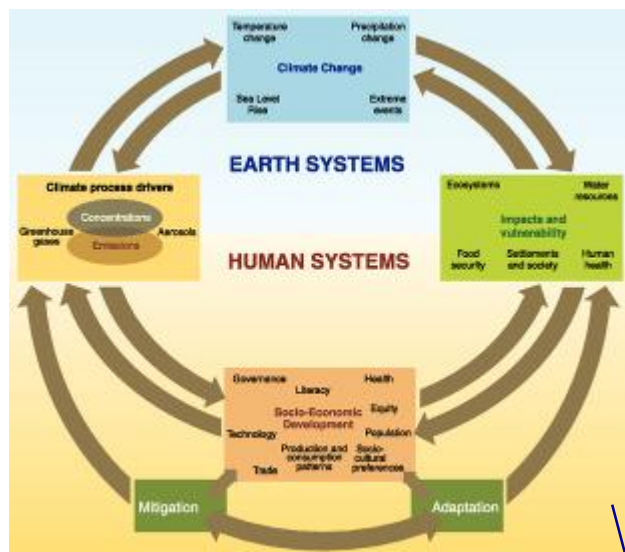 Temperature
change
Precipitation
change
Climate Change
Sea Level
Rise
Extreme
events
EARTH SYSTEMS
Climate process drivers
Concentrations
Greenhouse
gases
Aerosols
Emissions
Ecosystems
Water
resources
Impacts and
vulnerability
Food
security
Settlements
and society
Human
health
HUMAN SYSTEMS
Governance
Literacy
Health
Socio-Economic
Development
Equity
Technology
Population
Production and
consumption
patterns
Socio-
cultural
preferences
Trade
Mitigation
Adaptation